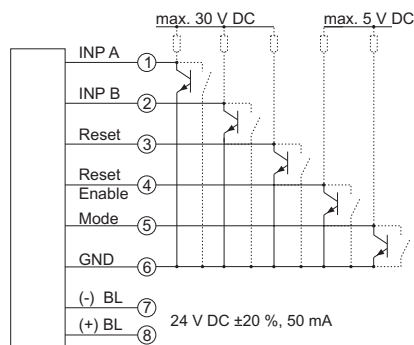 max. 30 V DC
max. 5 V DC
INP A
1
INP B
2
Reset
3
Reset
Enable
4
Mode
5
GND
6
(-) BL
7
(+) BL
8
24 V DC ±20 %, 50 mA